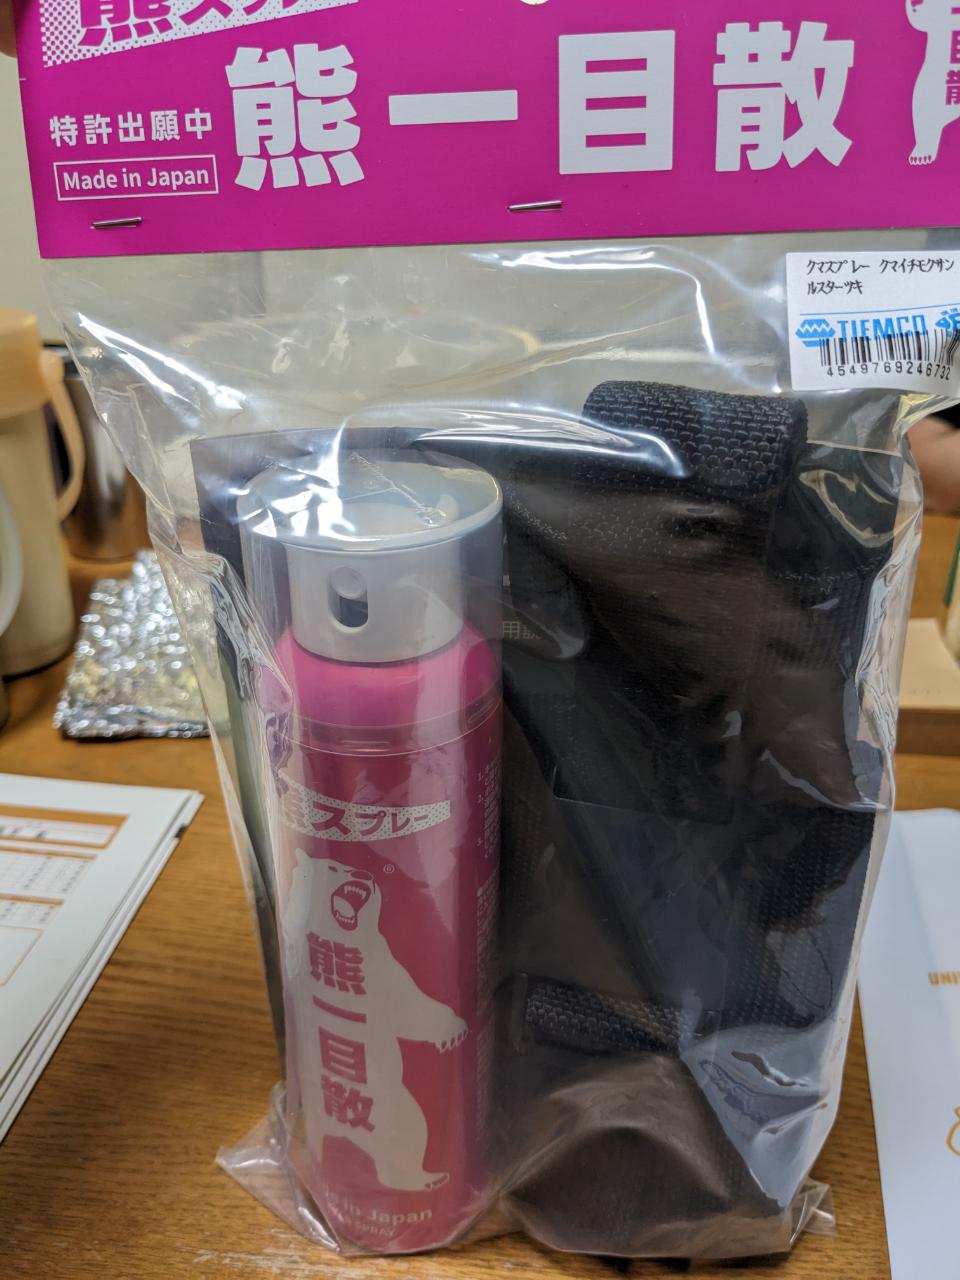 熊スプレー
熊一目散
特許出願中
Made in Japan
クマスプレー クマイチモクサン
ルスターツキ
TIEMCO
4549769246732
熊スプレー
®
熊一目散
in Japan
SPRAY